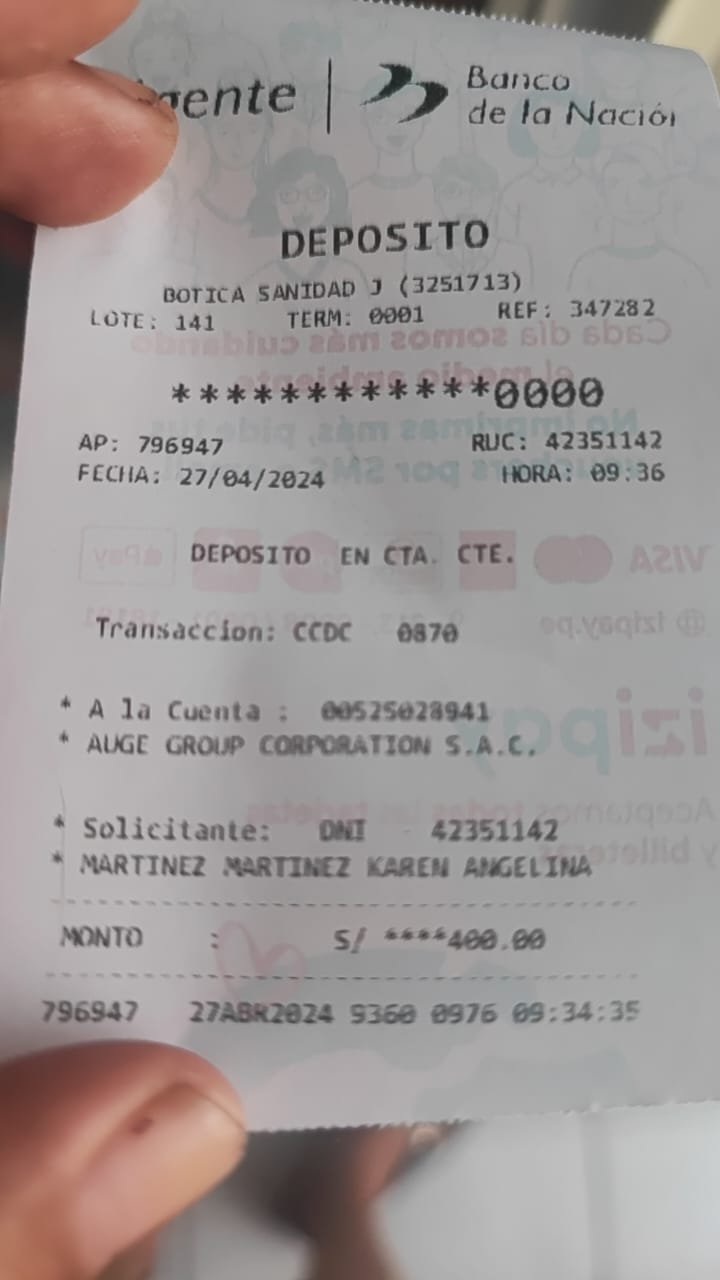 gente | Banco
de la Nación
DEPOSITO
BOTICA SANIDAD J (3251713)
LOTE: 141 TERM: 0001 REF: 347282
************0000
AP: 796947 RUC: 42351142
FECHA: 27/04/2024 HORA: 09:36
DEPOSITO EN CTA. CTE.
Transaccion: CCDC 0870
* A la Cuenta : 00525028941
* AUGE GROUP CORPORATION S.A.C.
* Solicitante: DNI - 42351142
* MARTINEZ MARTINEZ KAREN ANGELINA
MONTO : S/ ****400.00
796947 27ABR2024 9360 0976 09:34:35
Cada día somos más cuidando
el medio ambiente
No imprimas más, pide tus
vouchers por SMS
VISA
Pay
izipay.pe
izipay
Aceptamos todas las tarjetas
y billeteras